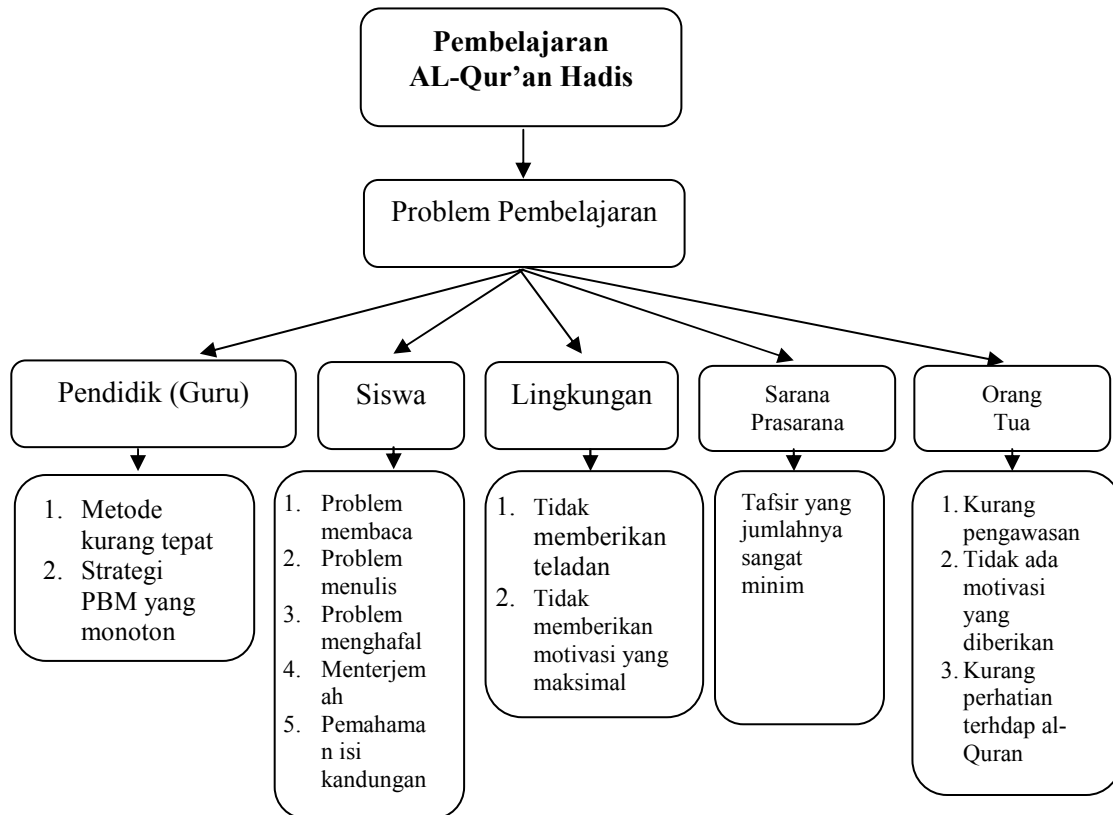 Pembelajaran
AL-Qur’an Hadis
Problem Pembelajaran
Pendidik (Guru)
Siswa
Lingkungan
Sarana
Prasarana
Orang
Tua
1. Metode
kurang tepat
2. Strategi
PBM yang
monoton
1. Problem
membaca
2. Problem
menulis
3. Problem
menghafal
4. Menterjem
ah
5. Pemahama
n isi
kandungan
1. Tidak
memberikan
teladan
2. Tidak
memberikan
motivasi yang
maksimal
Tafsir yang
jumlahnya
sangat
minim
1. Kurang
pengawasan
2. Tidak ada
motivasi
yang
diberikan
3. Kurang
perhatian
terhdap al-
Quran